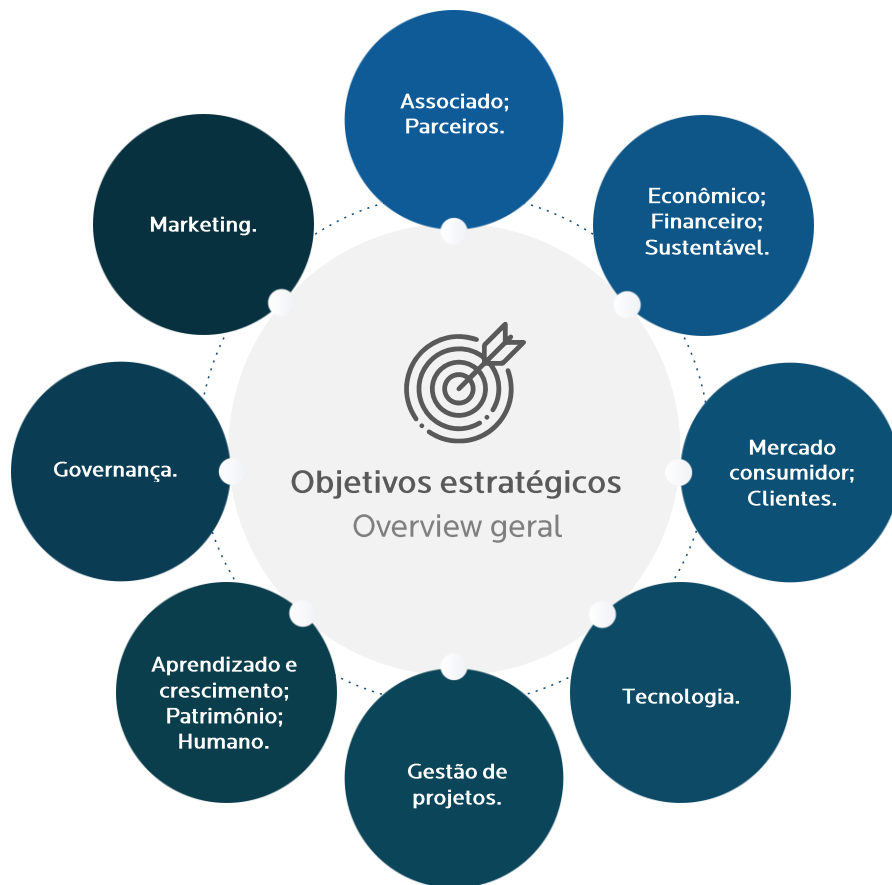 Associado;
Parceiros.
Econômico;
Financeiro;
Sustentável.
Mercado
consumidor;
Clientes.
Tecnologia.
Gestão de
projetos.
Aprendizado e
crescimento;
Patrimônio;
Humano.
Governança.
Marketing.
Objetivos estratégicos
Overview geral